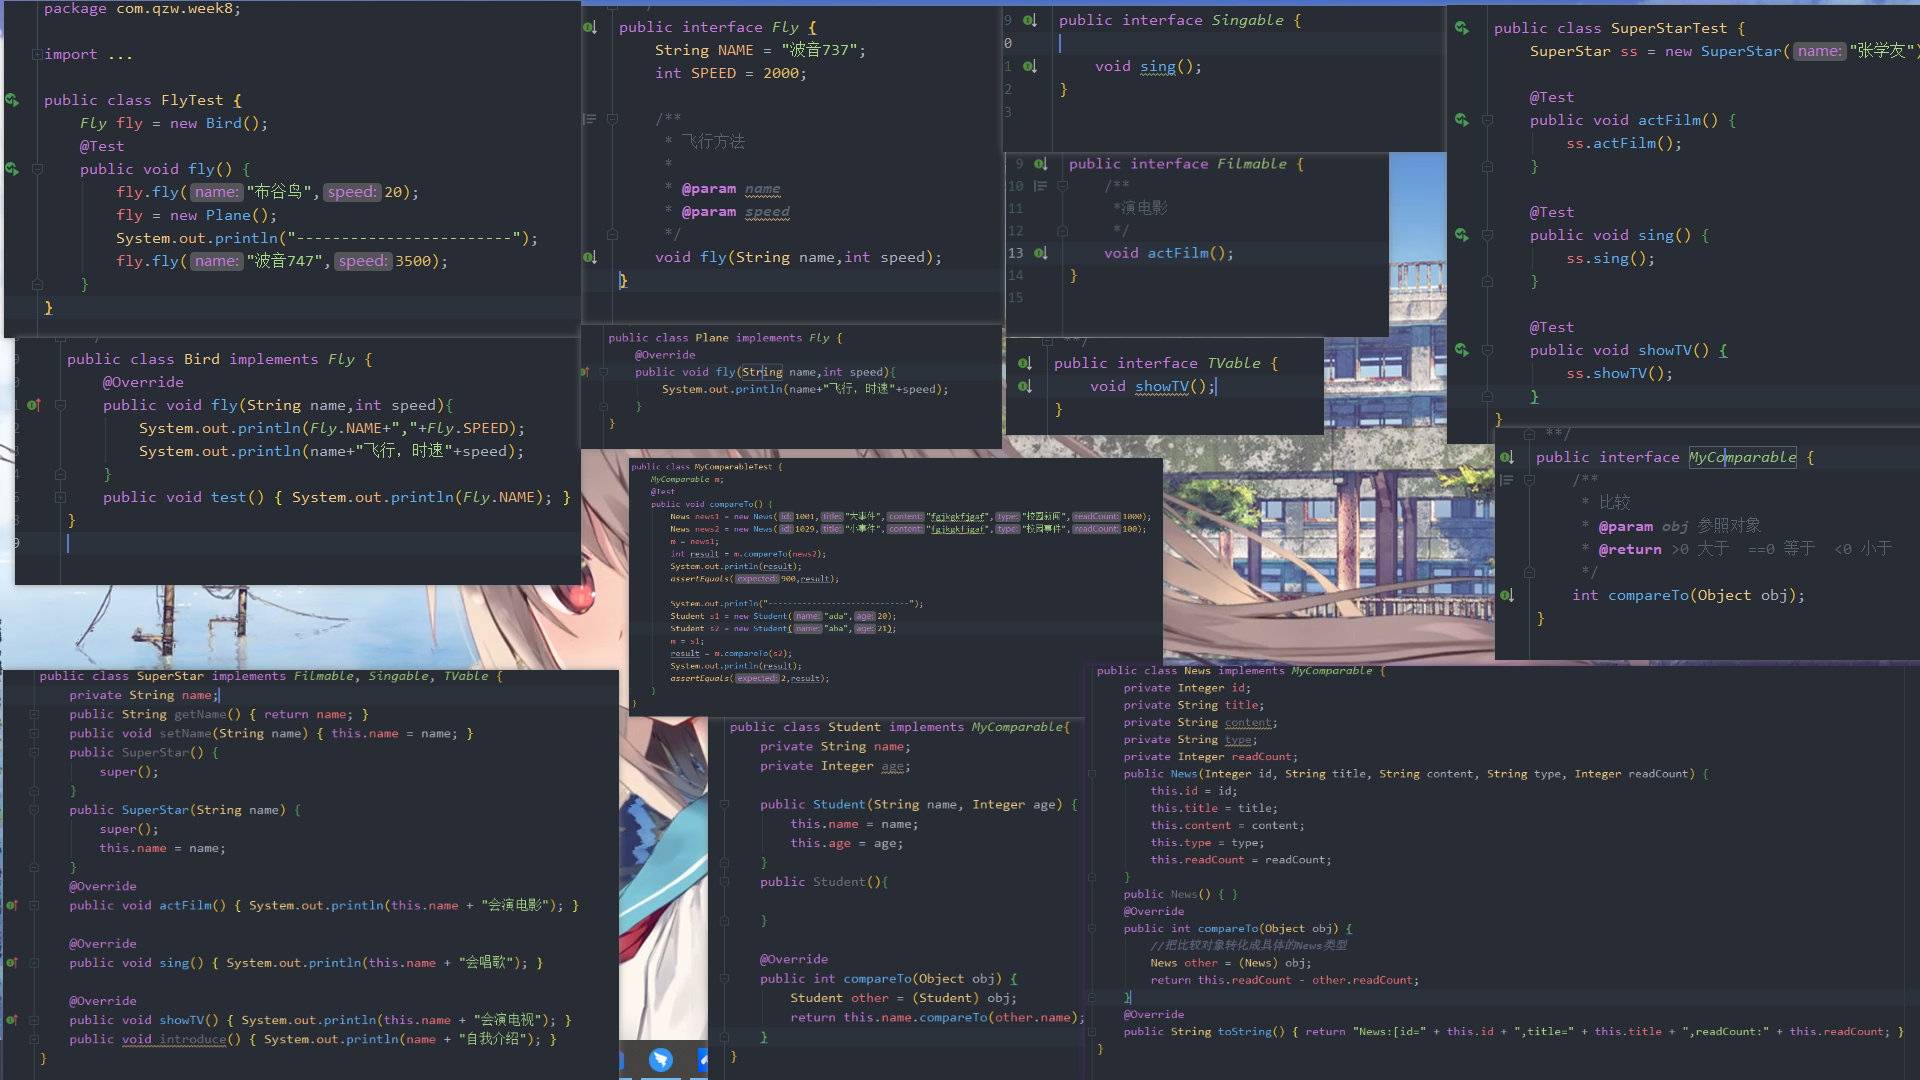 package com.qzw.week8;
import ...
public class FlyTest {
Fly fly = new Bird();
@Test
public void fly() {
fly.fly( name: "布谷鸟", speed: 20);
fly = new Plane();
System.out.println("------------------------");
fly.fly( name: "波音747", speed: 3500);
}
}
public interface Fly {
String NAME = "波音737";
int SPEED = 2000;
/**
* 飞行方法
*
* @param name
* @param speed
*/
void fly(String name,int speed);
}
9 public interface Singable {
0
1 void sing();
2 }
3
9 public interface Filmable {
10 /**
11 *演电影
12 */
13 void actFilm();
14 }
15
public class SuperStarTest {
SuperStar ss = new SuperStar( name: "张学友")
@Test
public void actFilm() {
ss.actFilm();
}
@Test
public void sing() {
ss.sing();
}
@Test
public void showTV() {
ss.showTV();
}
}
public class Bird implements Fly {
@Override
public void fly(String name,int speed){
System.out.println(Fly.NAME+","+Fly.SPEED);
System.out.println(name+"飞行，时速"+speed);
}
public void test() { System.out.println(Fly.NAME); }
}
public class Plane implements Fly {
@Override
public void fly(String name,int speed){
System.out.println(name+"飞行，时速"+speed);
}
}
**/
public interface TVable {
void showTV();
}
**/
public interface MyComparable {
/**
* 比较
* @param obj 参照对象
* @return >0 大于 ==0 等于 <0 小于
*/
int compareTo(Object obj);
}
public class MyComparableTest {
MyComparable m;
@Test
public void compareTo() {
News news1 = new News( id: 1001, title: "大事件", content: "fgjkgkfjgaf", type: "校园新闻", readCount: 1000);
News news2 = new News( id: 1029, title: "小事件", content: "fgjkgkfjgaf", type: "校园事件", readCount: 100);
m = news1;
int result = m.compareTo(news2);
System.out.println(result);
assertEquals( expected: 900,result);
System.out.println("-----------------------------");
Student s1 = new Student( name: "ada", age: 20);
Student s2 = new Student( name: "aba", age: 21);
m = s1;
result = m.compareTo(s2);
System.out.println(result);
assertEquals( expected: 2,result);
}
}
public class SuperStar implements Filmable, Singable, TVable {
private String name;
public String getName() { return name; }
public void setName(String name) { this.name = name; }
public SuperStar() {
super();
}
public SuperStar(String name) {
super();
this.name = name;
}
@Override
public void actFilm() { System.out.println(this.name + "会演电影"); }
@Override
public void sing() { System.out.println(this.name + "会唱歌"); }
@Override
public void showTV() { System.out.println(this.name + "会演电视"); }
public void introduce() { System.out.println(name + "自我介绍"); }
}
public class Student implements MyComparable{
private String name;
private Integer age;
public Student(String name, Integer age) {
this.name = name;
this.age = age;
}
public Student(){
}
@Override
public int compareTo(Object obj) {
Student other = (Student) obj;
return this.name.compareTo(other.name);
}
}
public class News implements MyComparable {
private Integer id;
private String title;
private String content;
private String type;
private Integer readCount;
public News(Integer id, String title, String content, String type, Integer readCount) {
this.id = id;
this.title = title;
this.content = content;
this.type = type;
this.readCount = readCount;
}
public News() { }
@Override
public int compareTo(Object obj) {
//把比较对象转化成具体的News类型
News other = (News) obj;
return this.readCount - other.readCount;
}
@Override
public String toString() { return "News:[id=" + this.id + ",title=" + this.title + ",readCount:" + this.readCount; }
}